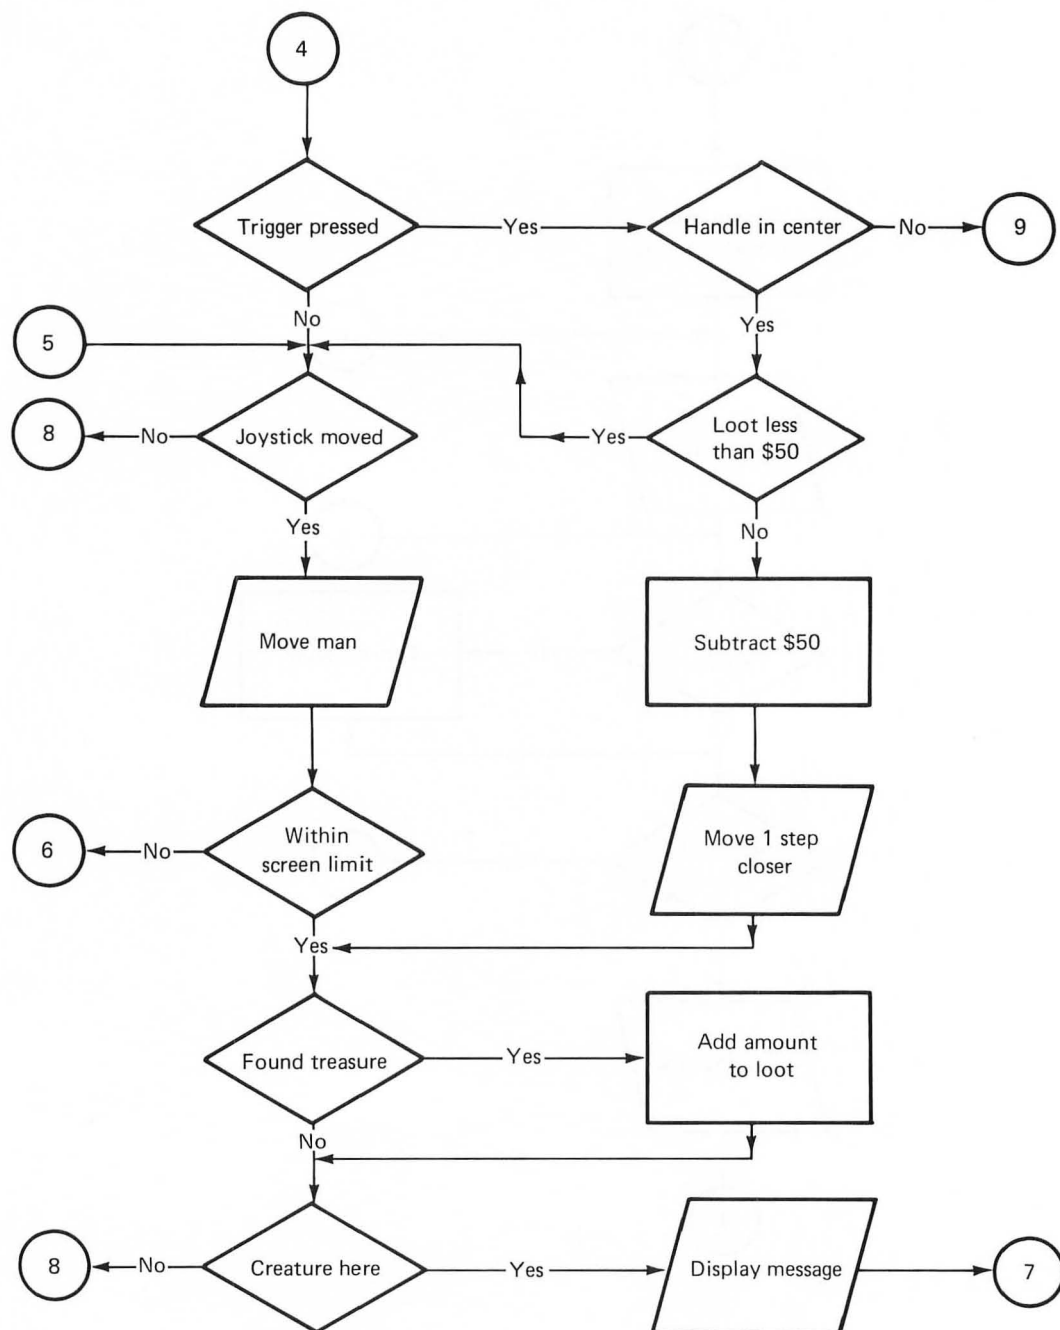 4
Trigger pressed
Yes
Handle in center
No
9
No
Yes
5
8
No
Joystick moved
Yes
Loot less
than $50
Yes
No
Move man
Subtract $50
6
No
Within
screen limit
Move 1 step
closer
Yes
Found treasure
Yes
Add amount
to loot
No
8
No
Creature here
Yes
Display message
7